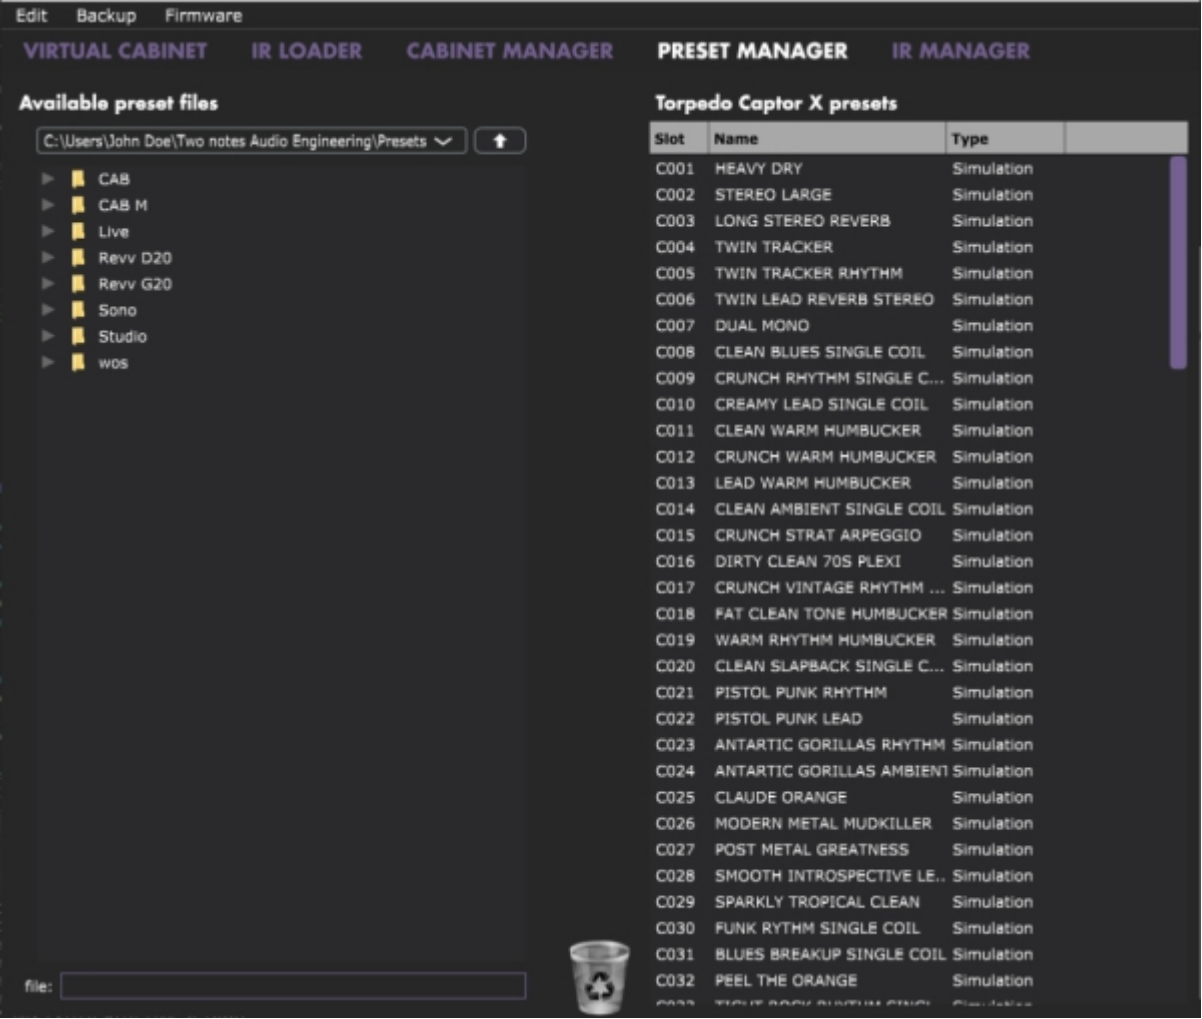 Edit Backup Firmware
VIRTUAL CABINET IR LOADER CABINET MANAGER PRESET MANAGER IR MANAGER
Available preset files
C:\Users\John Doe\Two notes Audio Engineering\Presets
CAB
CAB M
Live
Revv D20
Revv G20
Sono
Studio
wos
file:
Torpedo Captor X presets
Slot Name Type
C001 HEAVY DRY Simulation
C002 STEREO LARGE Simulation
C003 LONG STEREO REVERB Simulation
C004 TWIN TRACKER Simulation
C005 TWIN TRACKER RHYTHM Simulation
C006 TWIN LEAD REVERB STEREO Simulation
C007 DUAL MONO Simulation
C008 CLEAN BLUES SINGLE COIL Simulation
C009 CRUNCH RHYTHM SINGLE C... Simulation
C010 CREAMY LEAD SINGLE COIL Simulation
C011 CLEAN WARM HUMBUCKER Simulation
C012 CRUNCH WARM HUMBUCKER Simulation
C013 LEAD WARM HUMBUCKER Simulation
C014 CLEAN AMBIENT SINGLE COIL Simulation
C015 CRUNCH STRAT ARPEGGIO Simulation
C016 DIRTY CLEAN 70S PLEXI Simulation
C017 CRUNCH VINTAGE RHYTHM ... Simulation
C018 FAT CLEAN TONE HUMBUCKER Simulation
C019 WARM RHYTHM HUMBUCKER Simulation
C020 CLEAN SLAPBACK SINGLE C... Simulation
C021 PISTOL PUNK RHYTHM Simulation
C022 PISTOL PUNK LEAD Simulation
C023 ANTARTIC GORILLAS RHYTHM Simulation
C024 ANTARTIC GORILLAS AMBIENT Simulation
C025 CLAUDE ORANGE Simulation
C026 MODERN METAL MUDKILLER Simulation
C027 POST METAL GREATNESS Simulation
C028 SMOOTH INTROSPECTIVE LE.. Simulation
C029 SPARKLY TROPICAL CLEAN Simulation
C030 FUNK RYTHM SINGLE COIL Simulation
C031 BLUES BREAKUP SINGLE COIL Simulation
C032 PEEL THE ORANGE Simulation